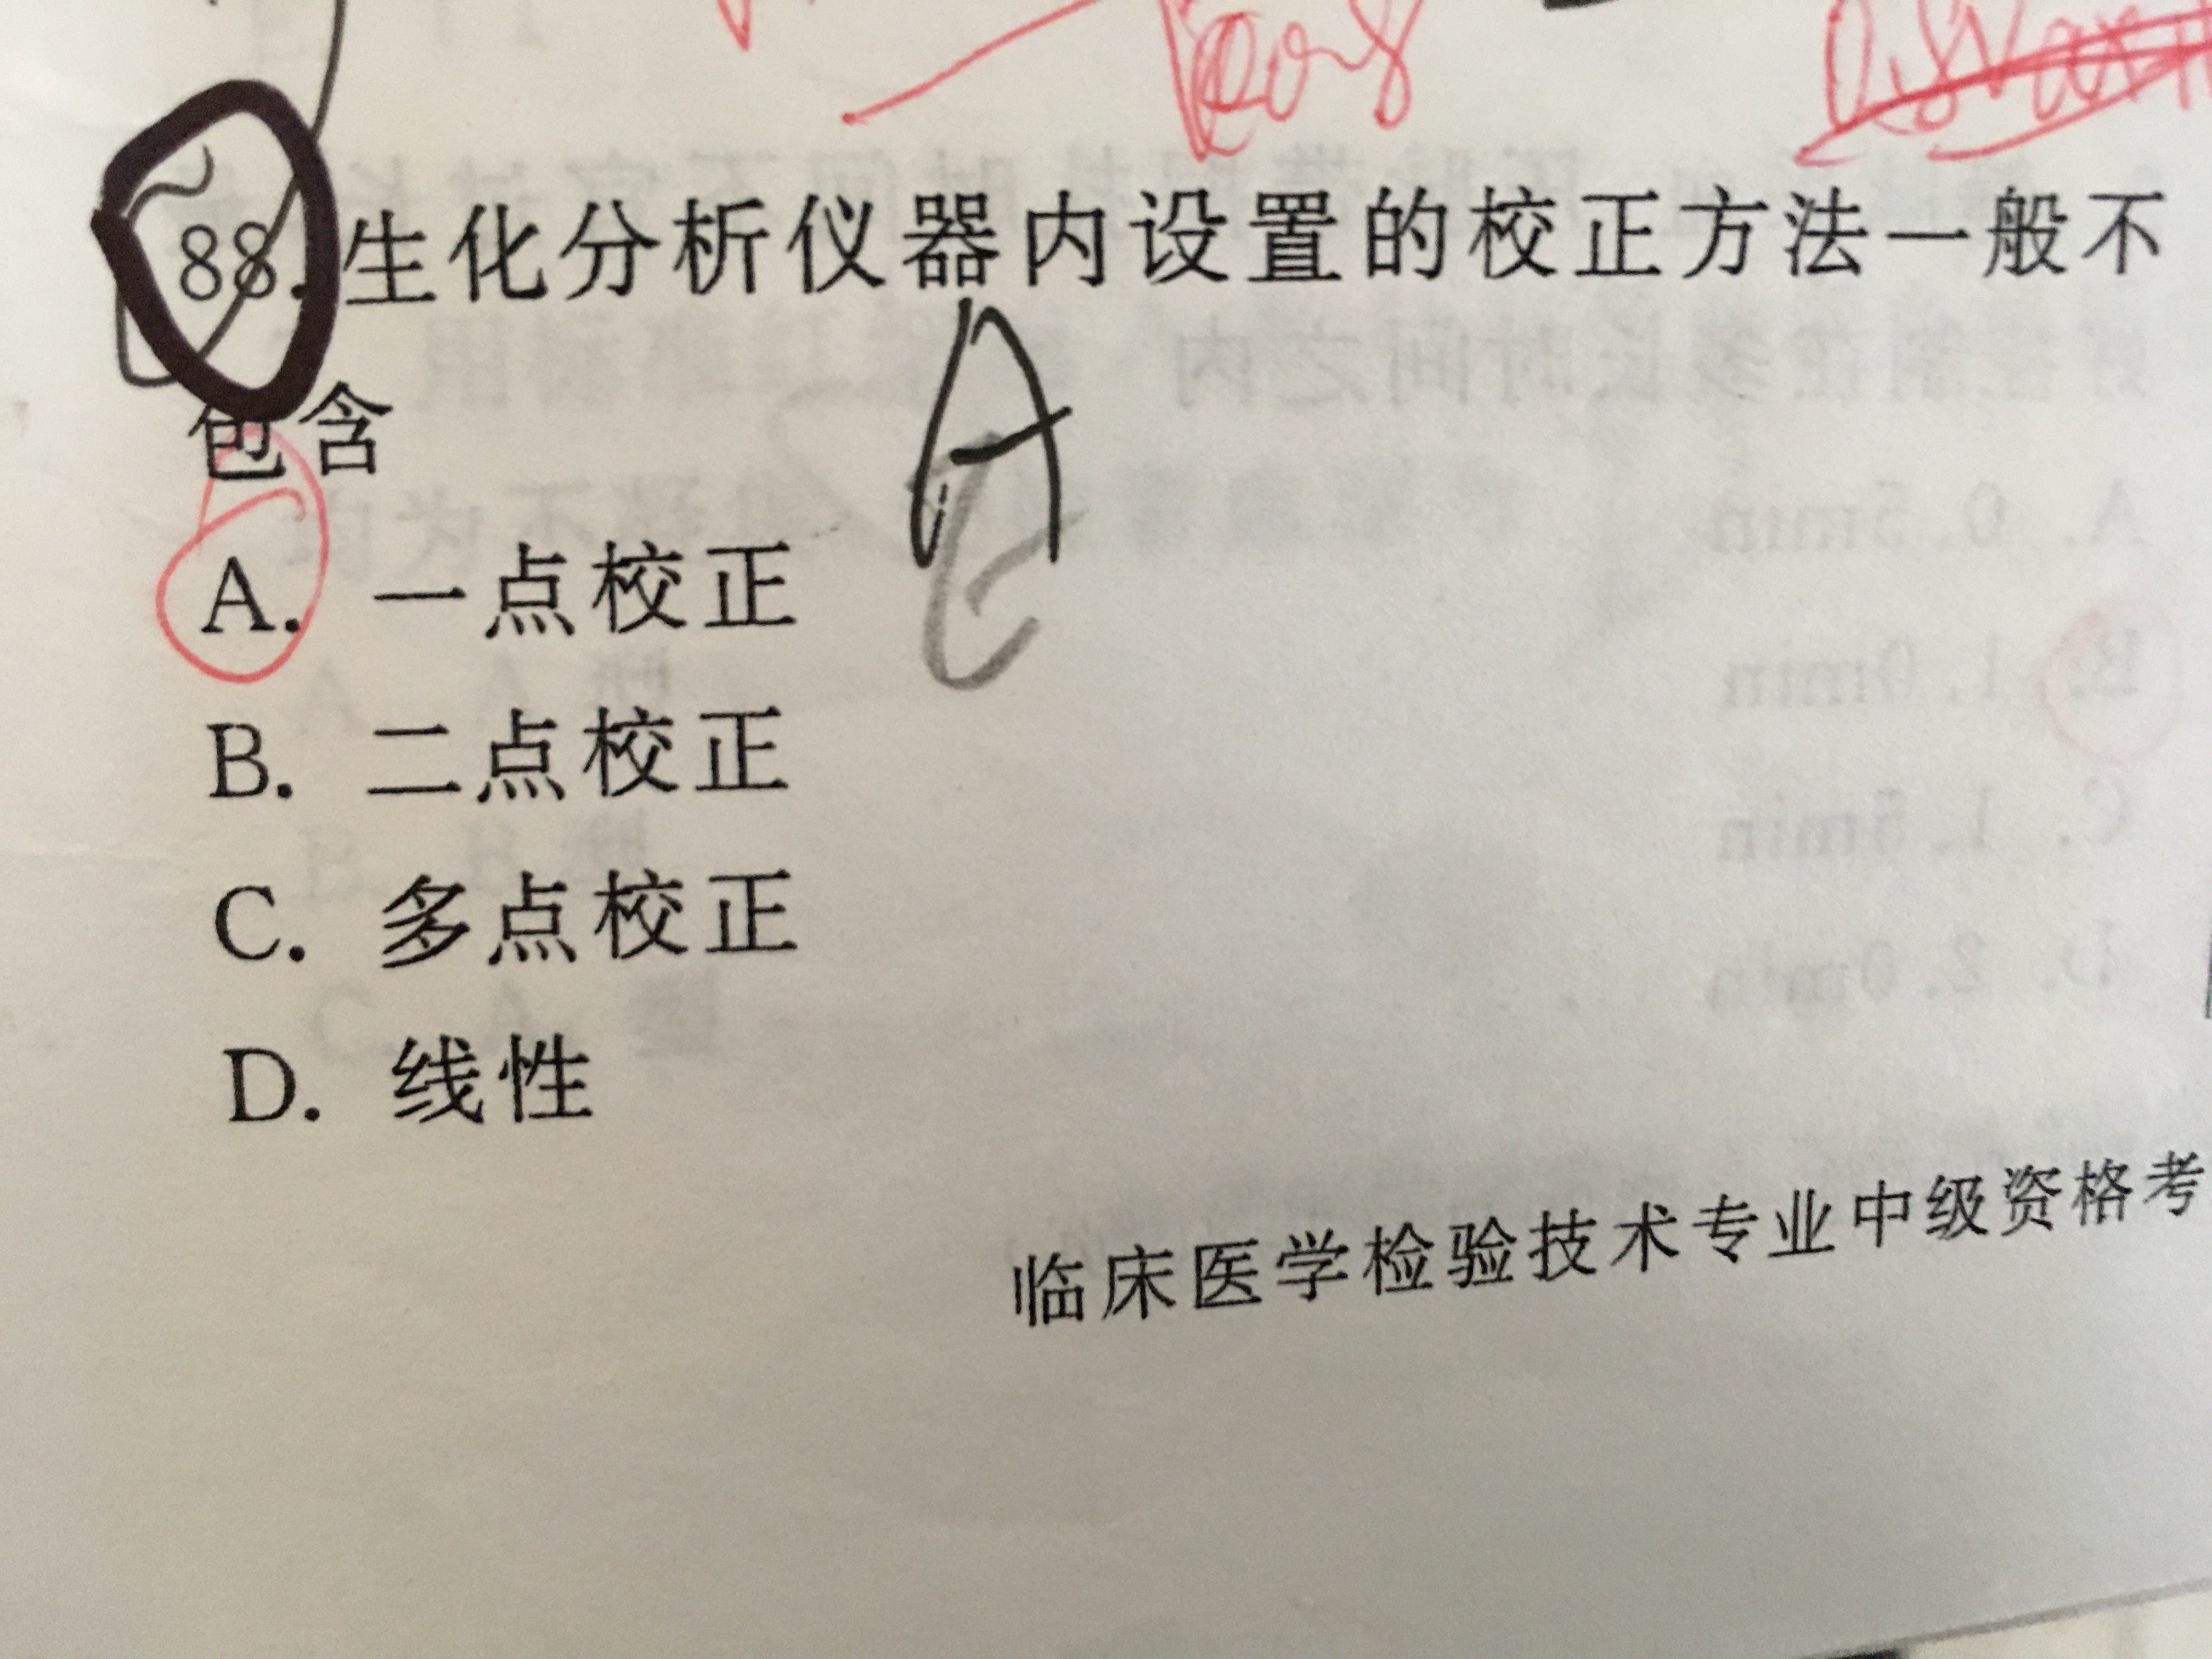 88. 生化分析仪器内设置的校正方法一般不
包含
A. 一点校正
A
B. 二点校正
C. 多点校正
D. 线性
临床医学检验技术专业中级资格考